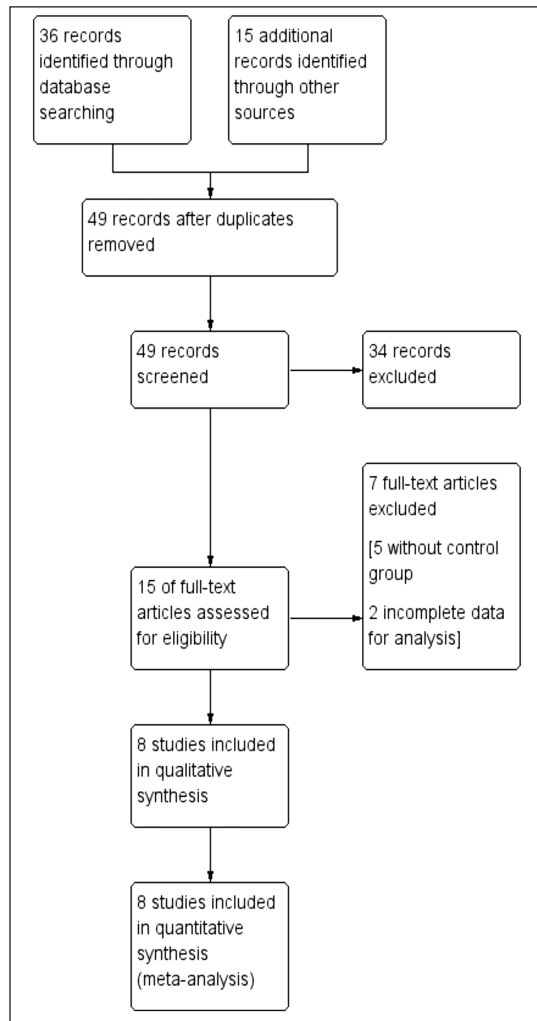 36 records
identified through
database
searching
15 additional
records identified
through other
sources
49 records after duplicates
removed
49 records
screened
34 records
excluded
7 full-text articles
excluded
[5 without control
group
2 incomplete data
for analysis]
15 of full-text
articles assessed
for eligibility
8 studies included
in qualitative
synthesis
8 studies included
in quantitative
synthesis
(meta-analysis)